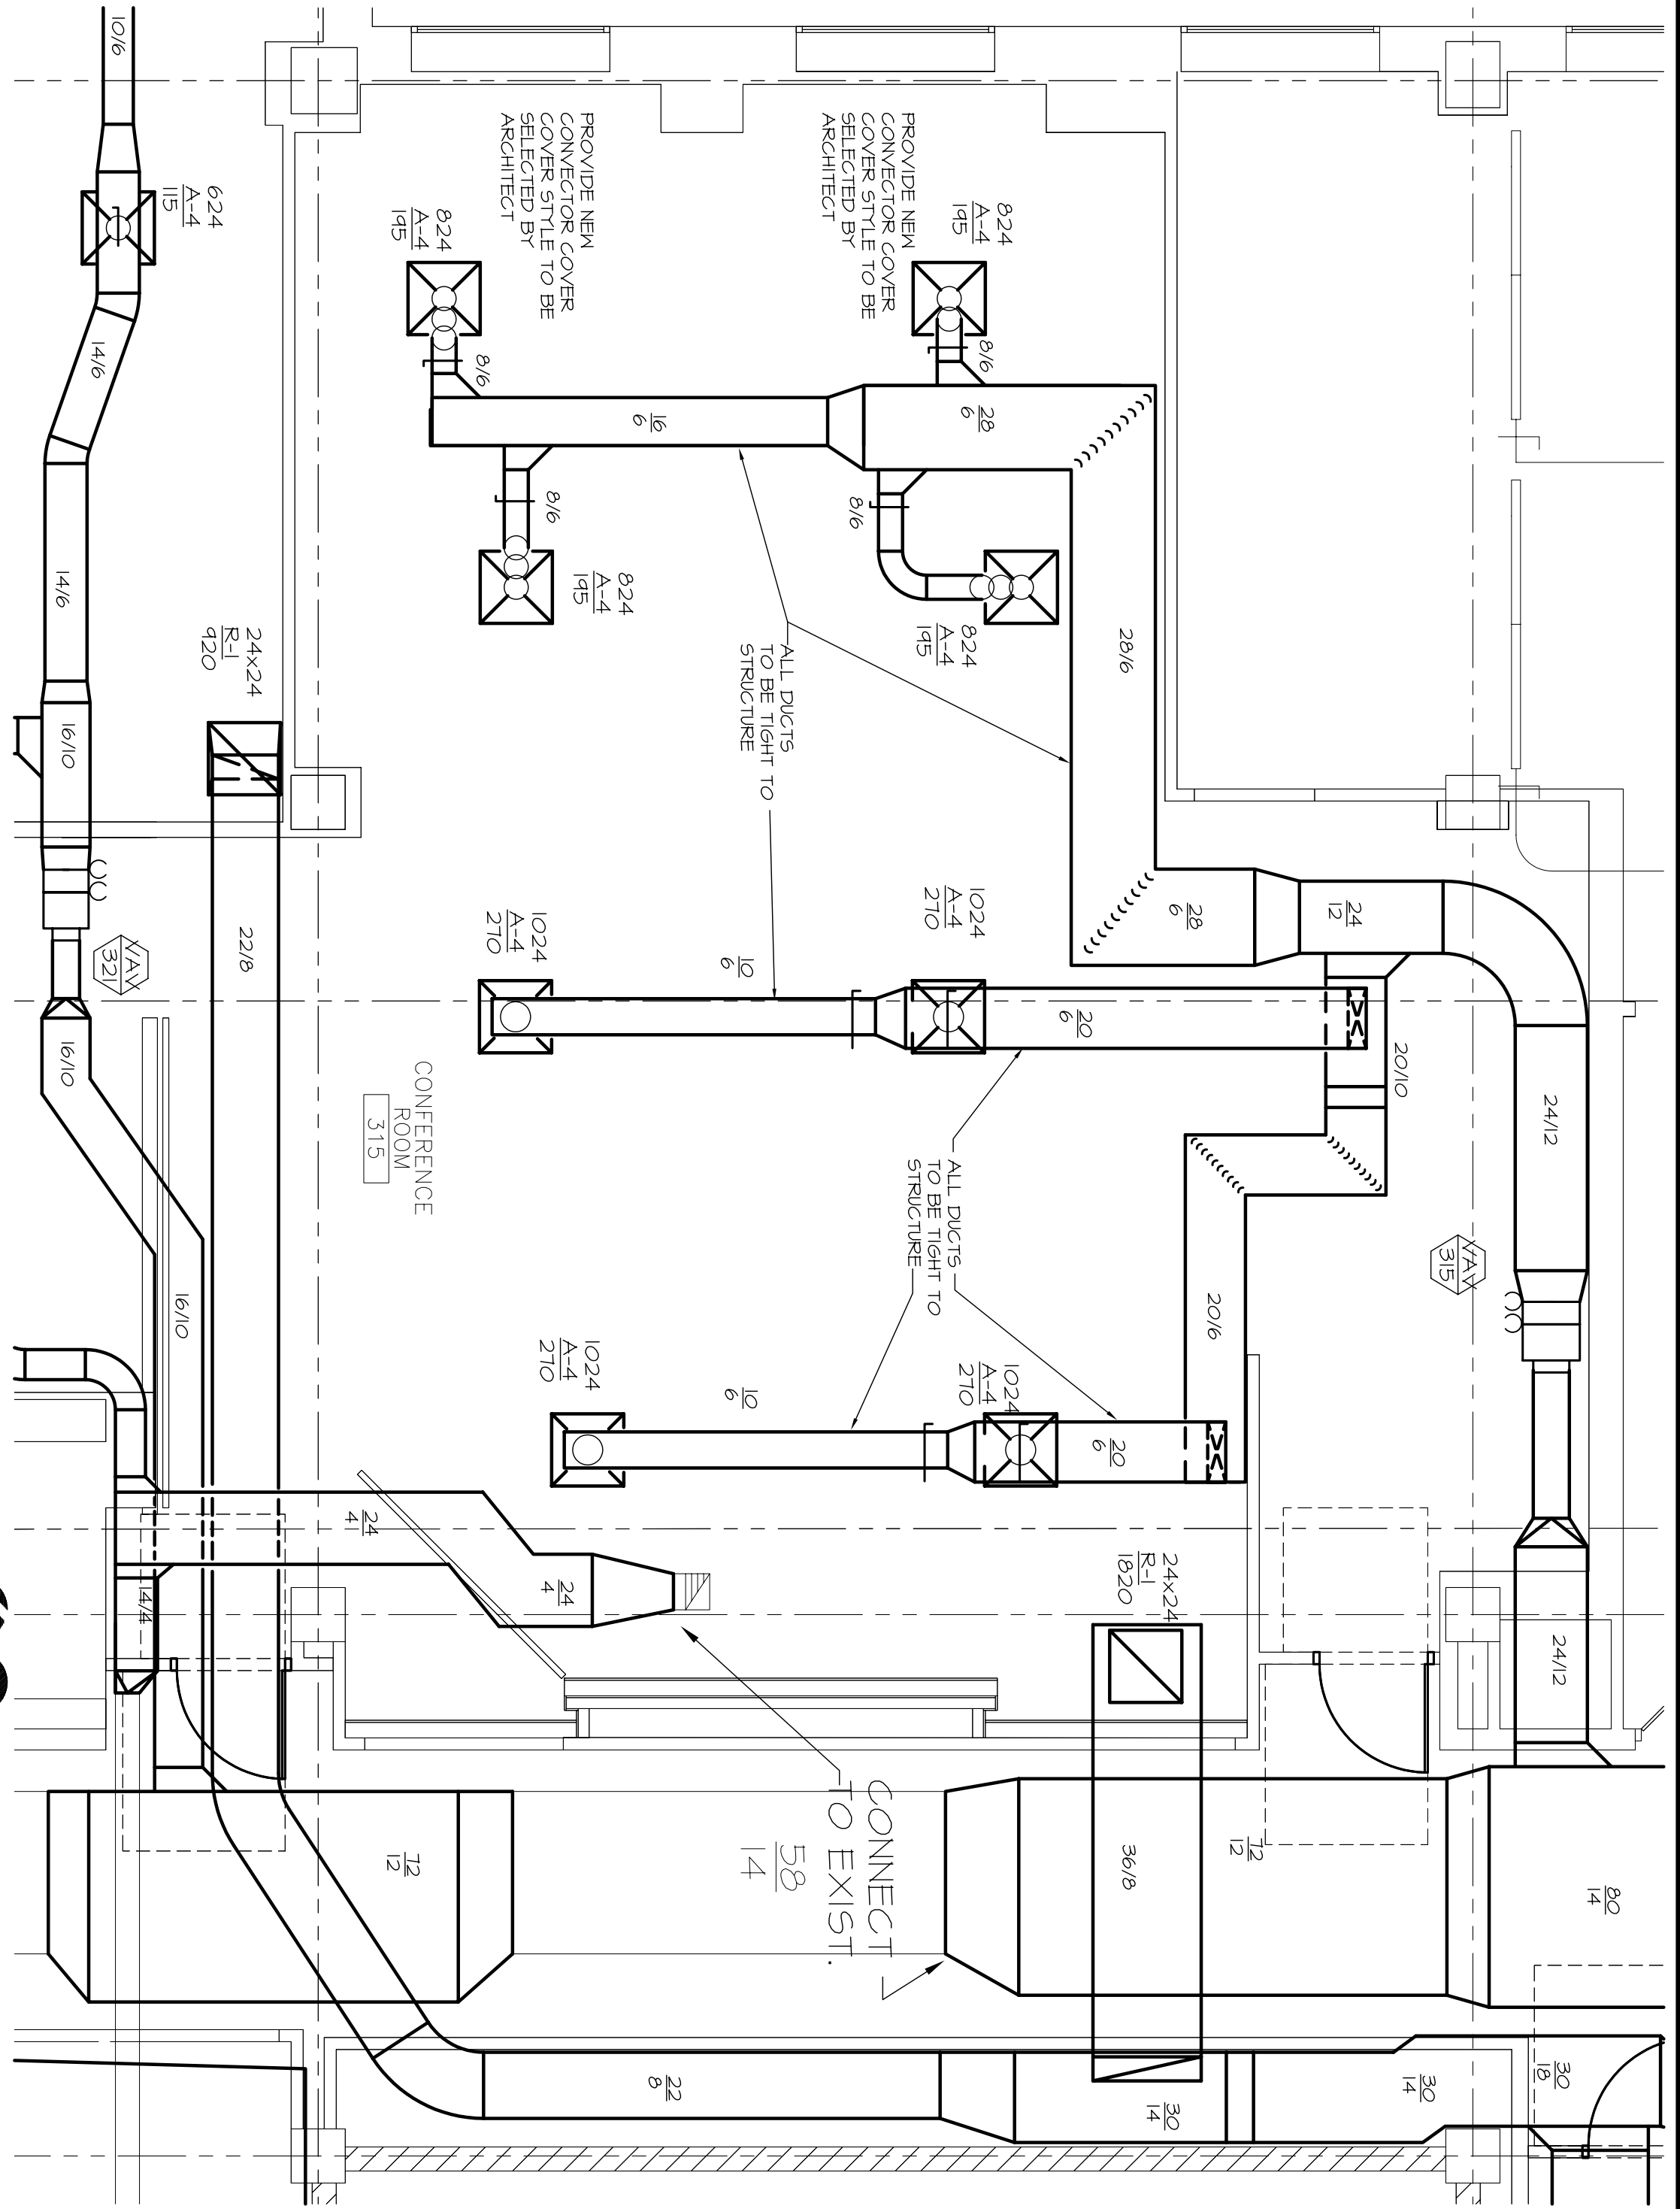 10/6
624
A-4
115
14/6
14/6
16/10
VAV
321
16/10
16/10
14/4
24x24
R-1
920
22/8
PROVIDE NEW
CONVECTOR COVER
COVER STYLE TO BE
SELECTED BY
ARCHITECT
PROVIDE NEW
CONVECTOR COVER
COVER STYLE TO BE
SELECTED BY
ARCHITECT
824
A-4
195
824
A-4
195
8/6
8/6
16
6
28
6
8/6
8/6
824
A-4
195
824
A-4
195
28/6
ALL DUCTS
TO BE TIGHT TO
STRUCTURE
28
6
24
12
1024
A-4
270
1024
A-4
270
10
6
20
6
20/10
24/12
CONFERENCE
ROOM
315
ALL DUCTS
TO BE TIGHT TO
STRUCTURE
VAV
315
20/6
1024
A-4
270
1024
A-4
270
10
6
20
6
24
4
24
4
24x24
R-1
1820
24/12
CONNECT
TO EXIST.
58
14
72
12
72
12
36/8
80
14
22
8
30
14
30
14
30
18